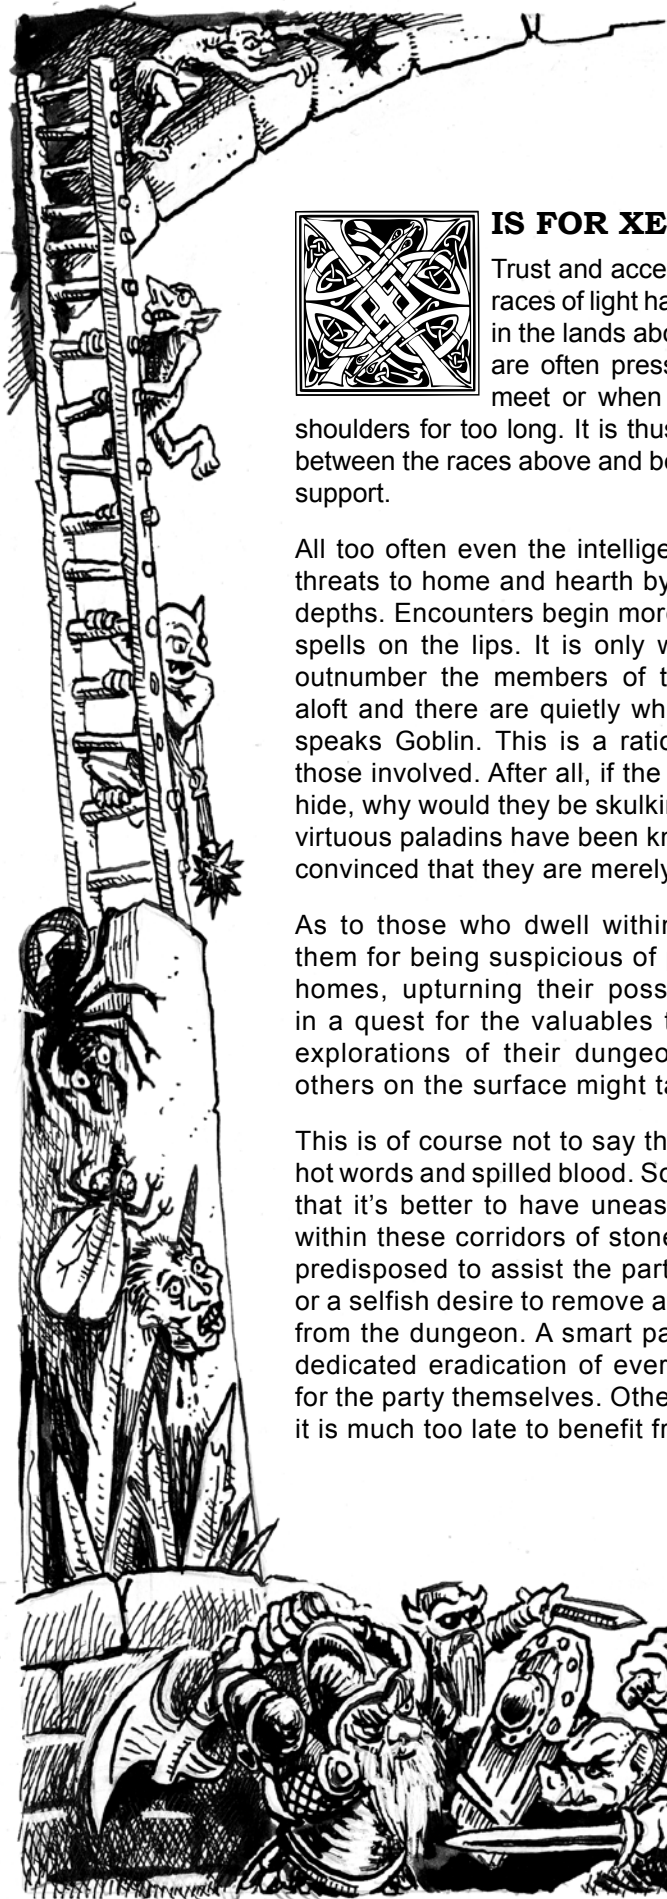 X IS FOR XE
Trust and acce
races of light ha
in the lands abo
are often press
meet or when
shoulders for too long. It is thus
between the races above and be
support.
All too often even the intellige
threats to home and hearth by
depths. Encounters begin more
spells on the lips. It is only w
outnumber the members of t
aloft and there are quietly wh
speaks Goblin. This is a ratio
those involved. After all, if the
hide, why would they be skulki
virtuous paladins have been kn
convinced that they are merely
As to those who dwell within
them for being suspicious of
homes, upturning their poss
in a quest for the valuables t
explorations of their dungeo
others on the surface might ta
This is of course not to say th
hot words and spilled blood. So
that it's better to have uneas
within these corridors of stone
predisposed to assist the part
or a selfish desire to remove a
from the dungeon. A smart pa
dedicated eradication of ever
for the party themselves. Othe
it is much too late to benefit fr